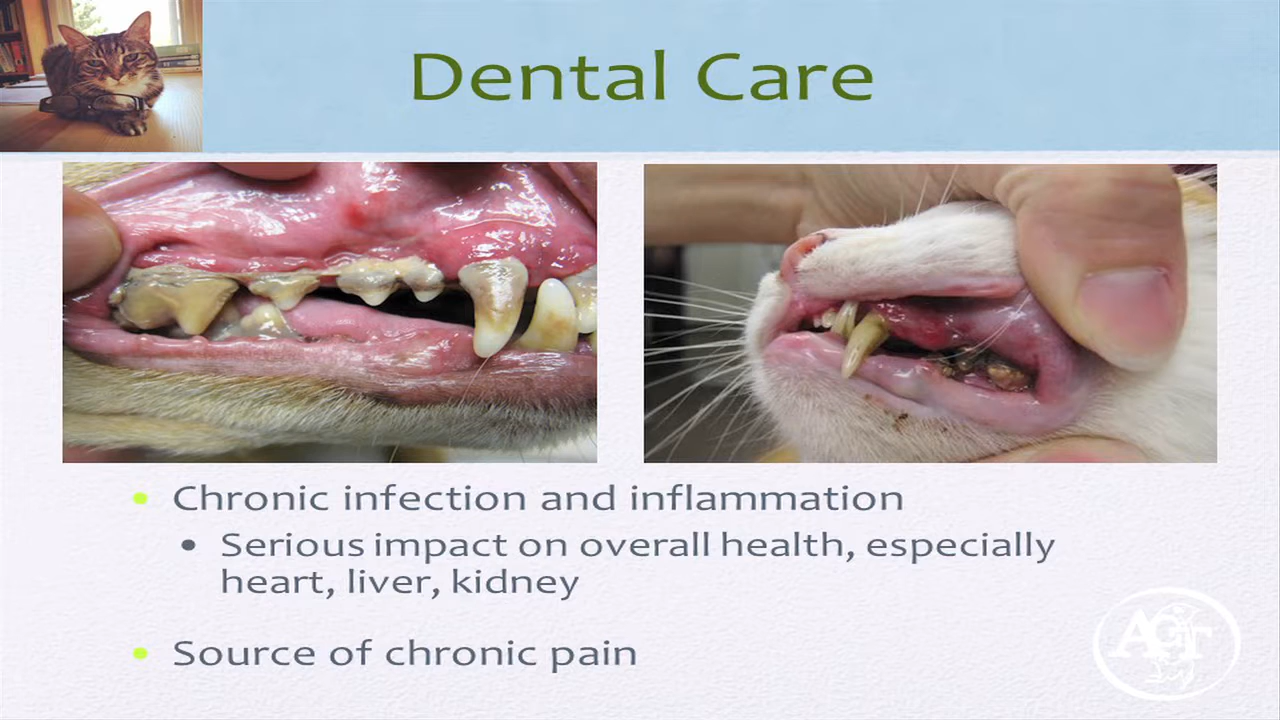 Dental Care
Chronic infection and inflammation
Serious impact on overall health, especially
heart, liver, kidney
Source of chronic pain
AGT